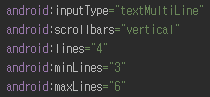 android:inputType="textMultiLine"
android:scrollbars="vertical"
android:lines="4"
android:minLines="3"
android:maxLines="6"